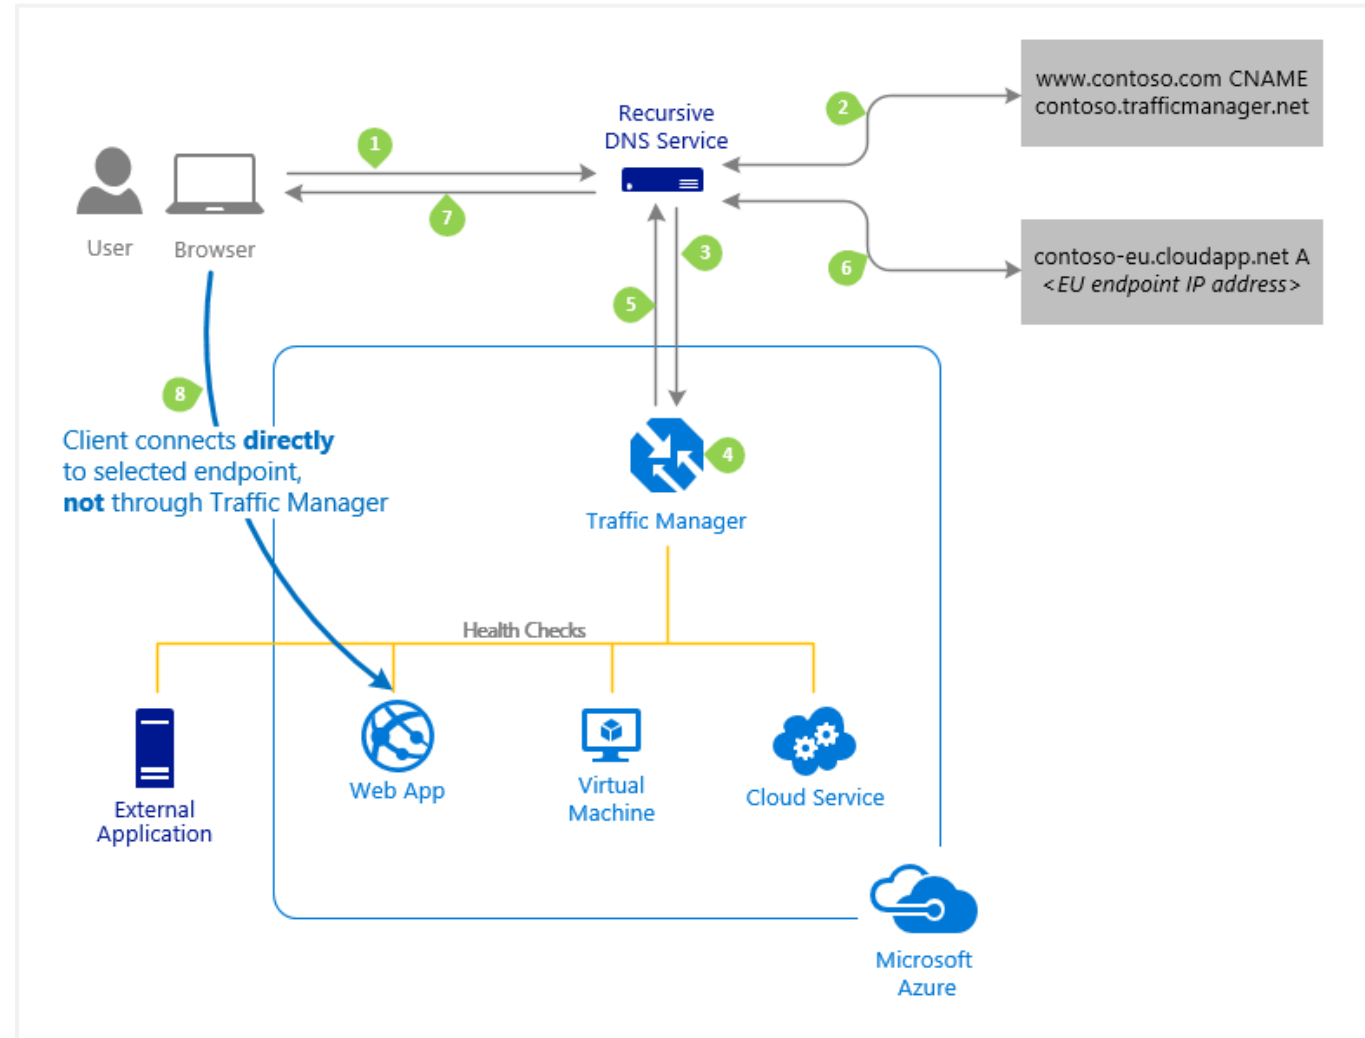 www.contoso.com CNAME
contoso.trafficmanager.net
2
Recursive
DNS Service
1
7
User
Browser
3
6
contoso-eu.cloudapp.net A
<EU endpoint IP address>
5
8
Client connects directly
to selected endpoint,
not through Traffic Manager
4
Traffic Manager
Health Checks
External
Application
Web App
Virtual
Machine
Cloud Service
Microsoft
Azure